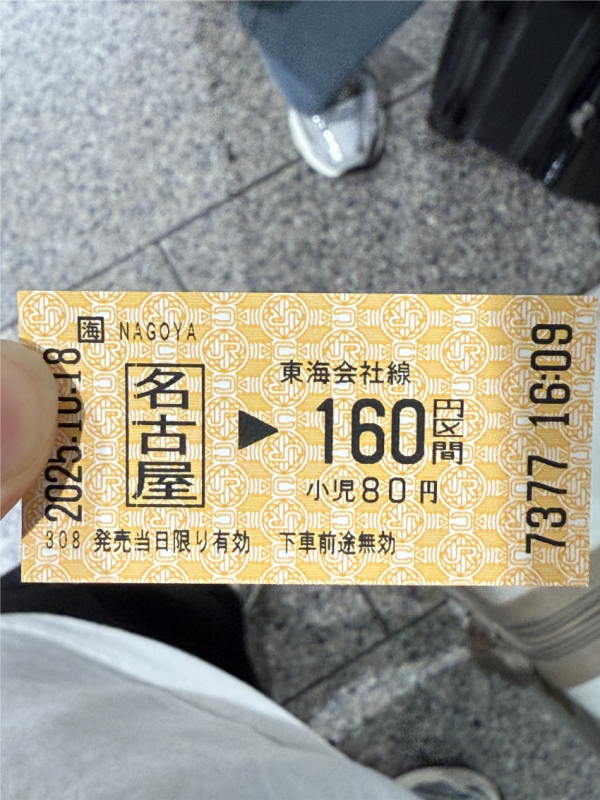 海 NAGOYA
名古屋 ▶ 東海会社線
160円区間
小児80円
308 発売当日限り有効 下車前途無効
2025.10.18
7377 16:09